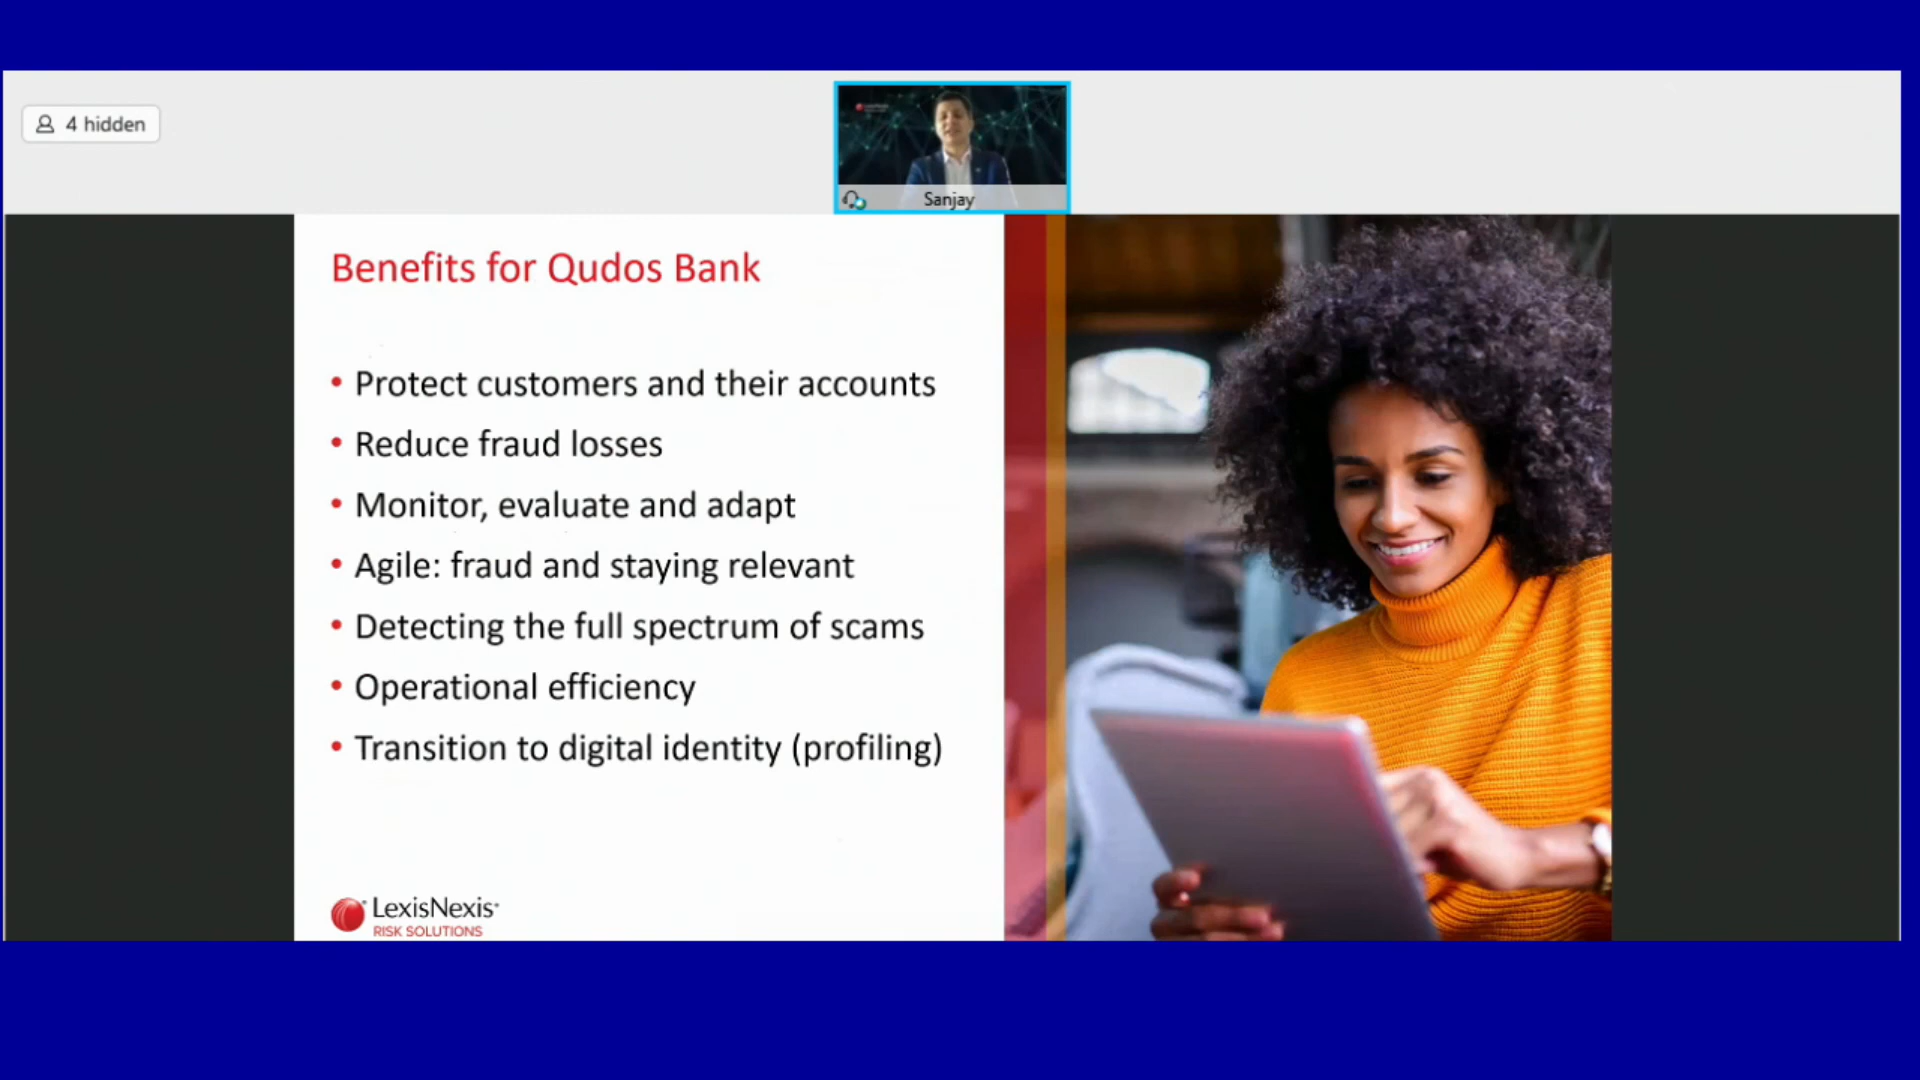 4 hidden
Sanjay
Benefits for Qudos Bank
• Protect customers and their accounts
• Reduce fraud losses
• Monitor, evaluate and adapt
• Agile: fraud and staying relevant
• Detecting the full spectrum of scams
• Operational efficiency
• Transition to digital identity (profiling)
LexisNexis
RISK SOLUTIONS